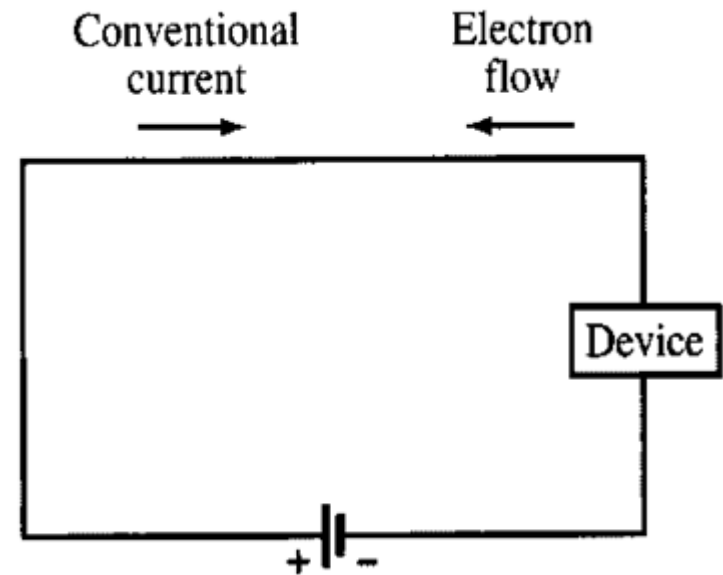 Conventional
current
Electron
flow
Device
+ −